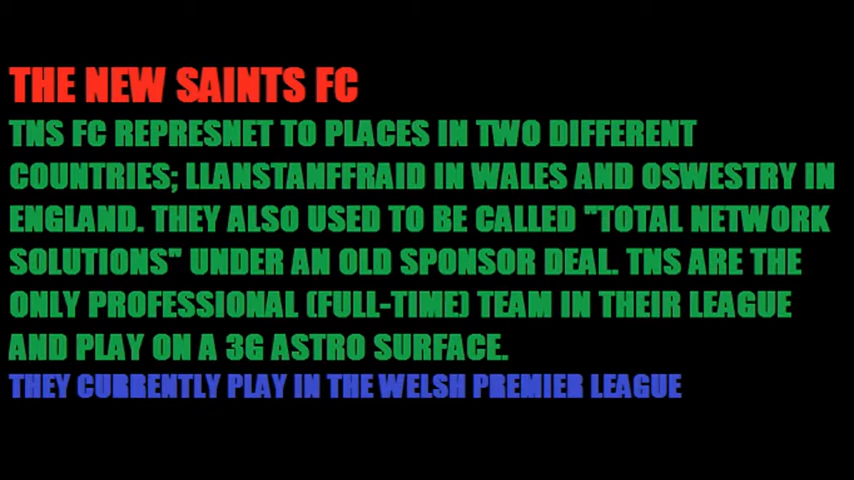 THE NEW SAINTS FC
TNS FC REPRESNET TO PLACES IN TWO DIFFERENT
COUNTRIES; LLANSTANFFRAID IN WALES AND OSWESTRY IN
ENGLAND. THEY ALSO USED TO BE CALLED "TOTAL NETWORK
SOLUTIONS" UNDER AN OLD SPONSOR DEAL. TNS ARE THE
ONLY PROFESSIONAL (FULL-TIME) TEAM IN THEIR LEAGUE
AND PLAY ON A 3G ASTRO SURFACE.
THEY CURRENTLY PLAY IN THE WELSH PREMIER LEAGUE